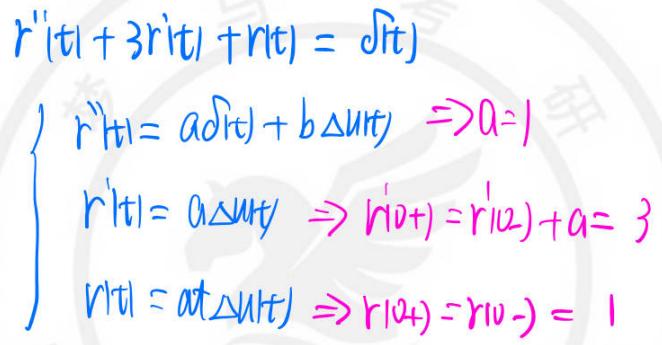 r''(t) + 3r'(t) + r(t) = δ(t)
r''(t) = aδ(t) + bΔu(t) ⇒ a=1
r'(t) = aΔu(t) ⇒ r'(0+) = r'(0-) + a = 3
r(t) = atΔu(t) ⇒ r(0+) = r(0-) = 1